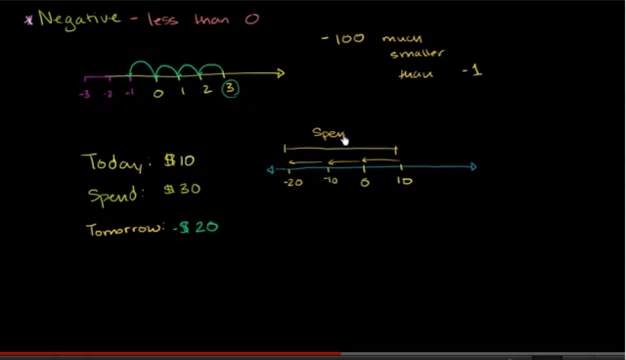 * Negative - less than 0
- 100 much
smaller
than -1
-3 -2 -1 0 1 2 3
Spen
Today: $10
-20 -10 0 10
Spend: $30
Tomorrow: -$20